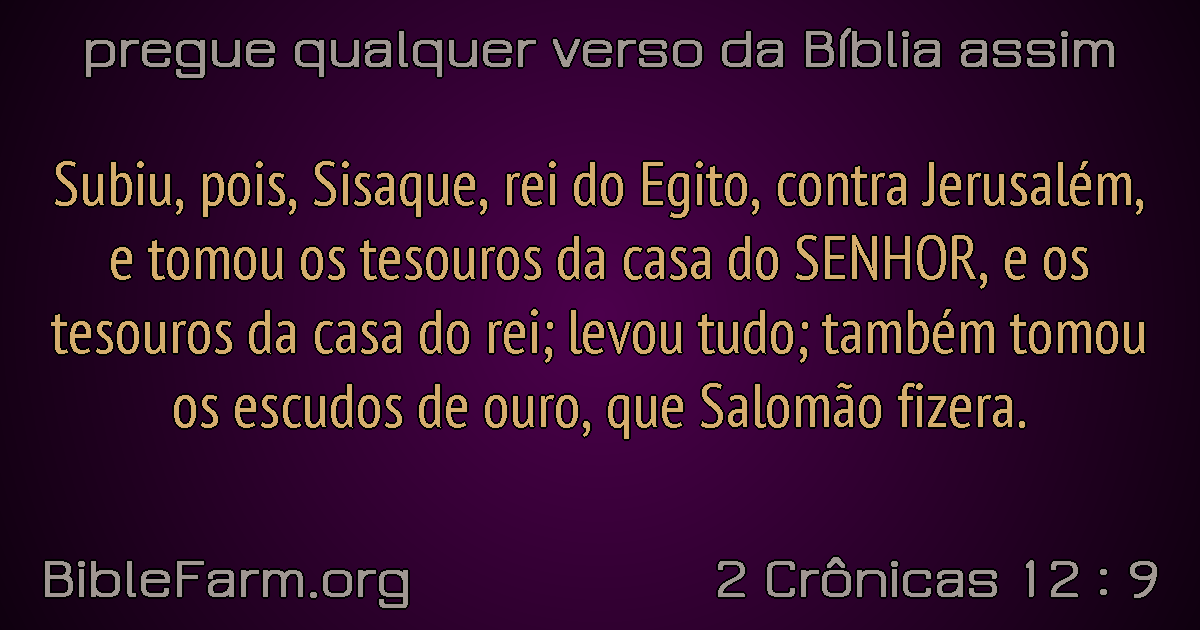 pregue qualquer verso da Bíblia assim
Subiu, pois, Sisaque, rei do Egito, contra Jerusalém,
e tomou os tesouros da casa do SENHOR, e os
tesouros da casa do rei; levou tudo; também tomou
os escudos de ouro, que Salomão fizera.
BibleFarm.org
2 Crônicas 12 : 9